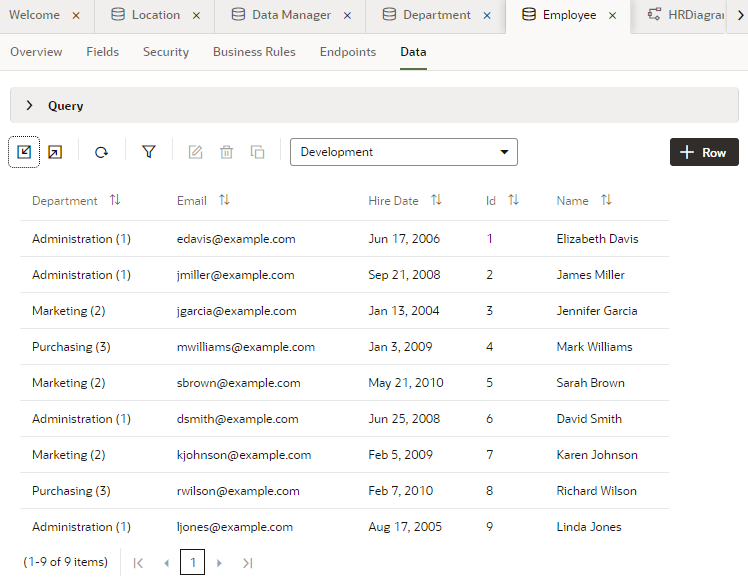 Welcome × Location × Data Manager × Department × Employee × HRDiagra
Overview Fields Security Business Rules Endpoints Data
Query
Development + Row
Department Email Hire Date Id Name
Administration (1) edavis@example.com Jun 17, 2006 1 Elizabeth Davis
Administration (1) jmiller@example.com Sep 21, 2008 2 James Miller
Marketing (2) jgarcia@example.com Jan 13, 2004 3 Jennifer Garcia
Purchasing (3) mwilliams@example.com Jan 3, 2009 4 Mark Williams
Marketing (2) sbrown@example.com May 21, 2010 5 Sarah Brown
Administration (1) dsmith@example.com Jun 25, 2008 6 David Smith
Marketing (2) kjohnson@example.com Feb 5, 2009 7 Karen Johnson
Purchasing (3) rwilson@example.com Feb 7, 2010 8 Richard Wilson
Administration (1) ljones@example.com Aug 17, 2005 9 Linda Jones
(1-9 of 9 items) 1